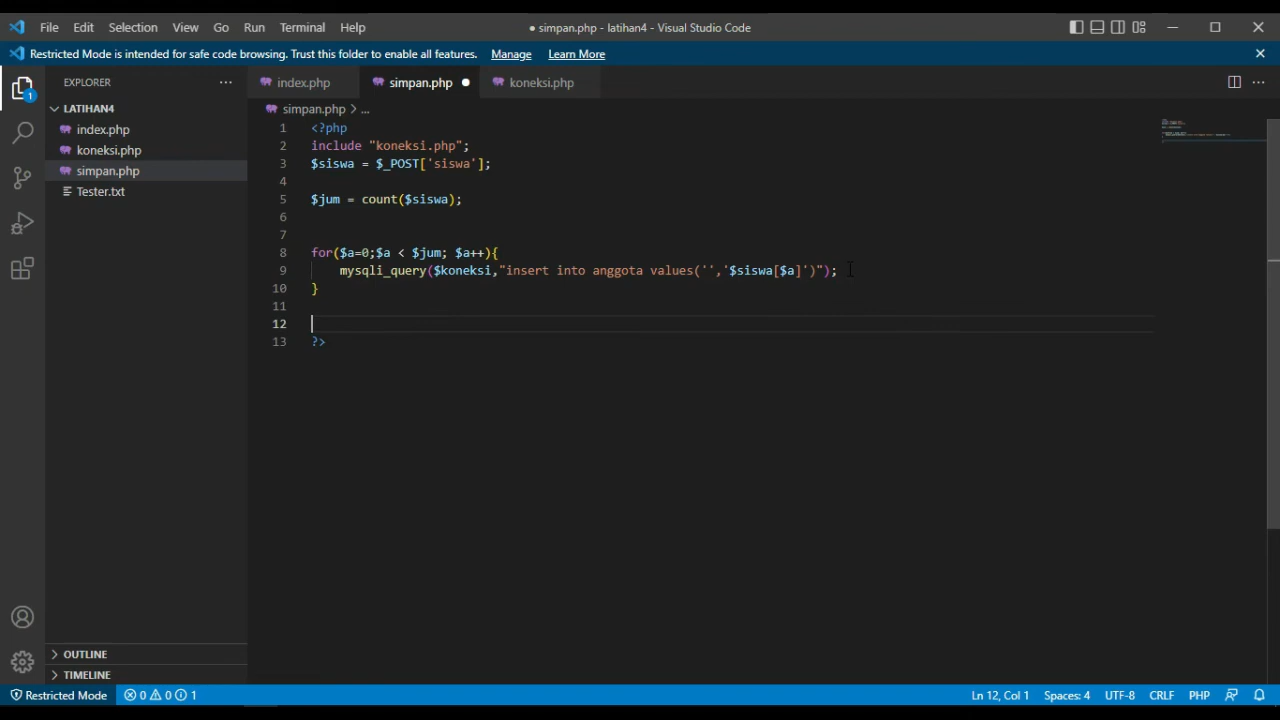 File Edit Selection View Go Run Terminal Help ● simpan.php - latihan4 - Visual Studio Code
Restricted Mode is intended for safe code browsing. Trust this folder to enable all features. Manage Learn More
EXPLORER ... index.php simpan.php ● koneksi.php ...
LATIHAN4
simpan.php > ...
index.php
koneksi.php
simpan.php
Tester.txt
1
1 <?php
2 include "koneksi.php";
3 $siswa = $_POST['siswa'];
4
5 $jum = count($siswa);
6
7
8 for($a=0;$a < $jum; $a++){
9     mysqli_query($koneksi,"insert into anggota values('','$siswa[$a]')");
10 }
11
12
13 ?>
OUTLINE
TIMELINE
Restricted Mode 0 0 1 Ln 12, Col 1 Spaces: 4 UTF-8 CRLF PHP